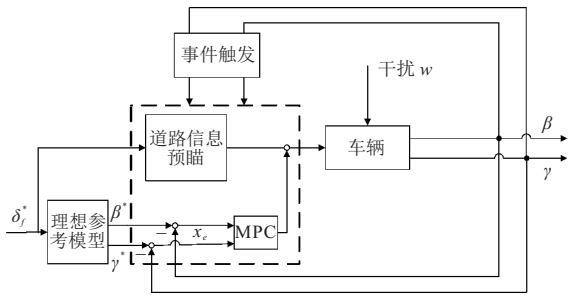 事件触发
干扰 w
道路信息
预瞄
车辆
β
γ
δ_f^*
理想参
考模型
β*
γ*
−
−
x_e
MPC